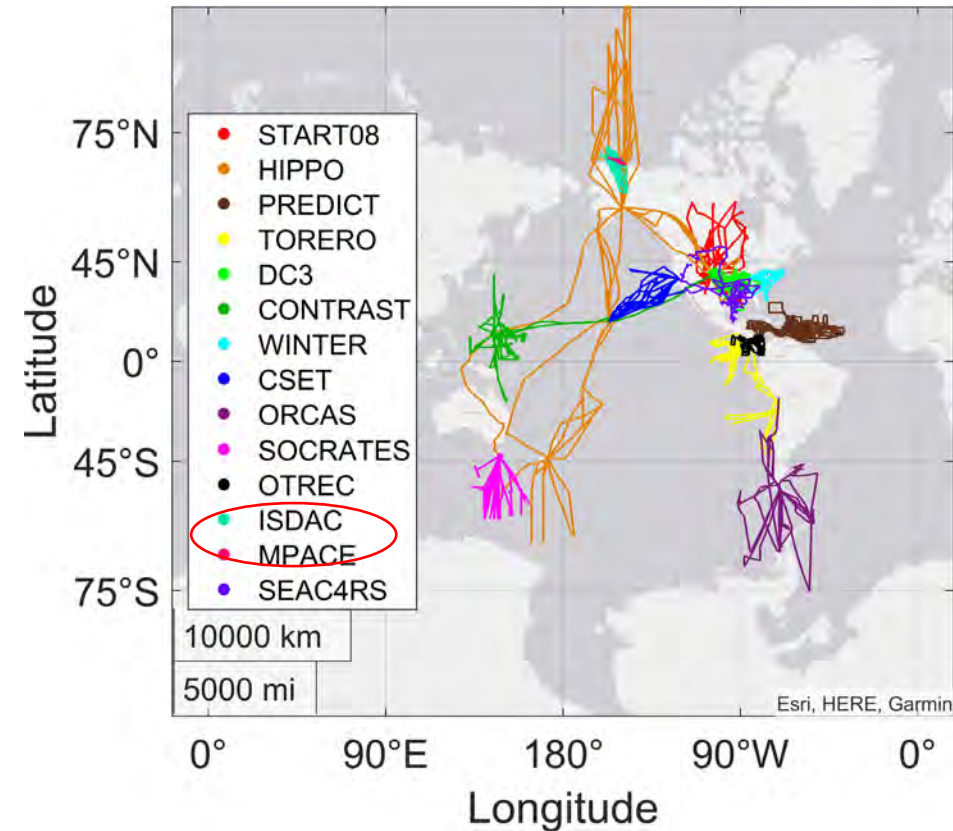 75°N
45°N
0°
45°S
75°S
Latitude
START08
HIPPO
PREDICT
TORERO
DC3
CONTRAST
WINTER
CSET
ORCAS
SOCRATES
OTREC
ISDAC
MPACE
SEAC4RS
10000 km
5000 mi
Esri, HERE, Garmin
0° 90°E 180° 90°W 0°
Longitude